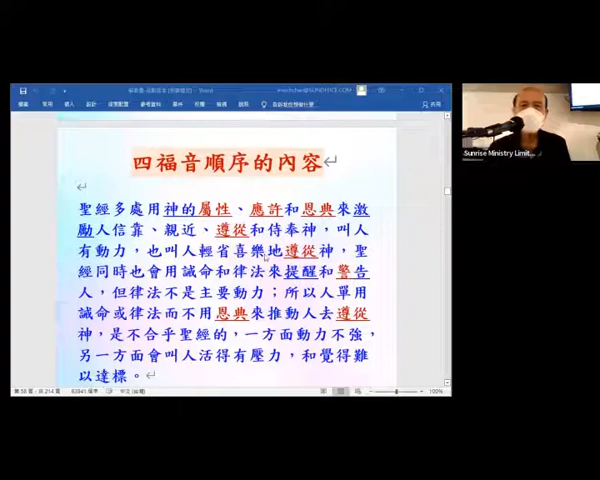 四福音順序的內容
聖經多處用神的屬性、應許和恩典來激
勵人信靠、親近、遵從和侍奉神，叫人
有動力，也叫人輕省喜樂地遵從神，聖
經同時也會用誡命和律法來提醒和警告
人，但律法不是主要動力；所以人單用
誡命或律法而不用恩典來推動人去遵從
神，是不合乎聖經的，一方面動力不強，
另一方面會叫人活得有壓力，和覺得難
以達標。
Sunrise Ministry Limit...
100%